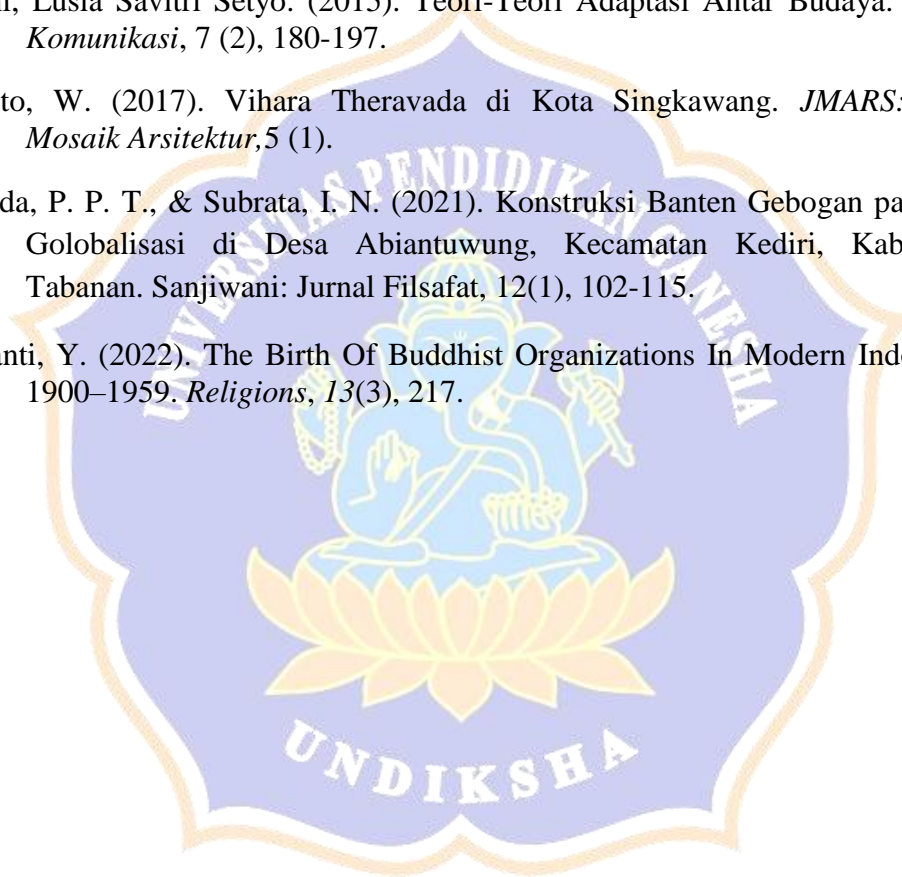 Lusia Savitri Setyo. (2015). Teori-Teori Adaptasi Antar Budaya.
Komunikasi, 7 (2), 180-197.
to, W. (2017). Vihara Theravada di Kota Singkawang. JMARS:
Mosaik Arsitektur,5 (1).
da, P. P. T., & Subrata, I. N. (2021). Konstruksi Banten Gebogan pa
Golobalisasi di Desa Abiantuwung, Kecamatan Kediri, Kab
Tabanan. Sanjiwani: Jurnal Filsafat, 12(1), 102-115.
anti, Y. (2022). The Birth Of Buddhist Organizations In Modern Indo
1900–1959. Religions, 13(3), 217.
UNIVERSITAS PENDIDIKAN GANESHA
UNDIKSHA